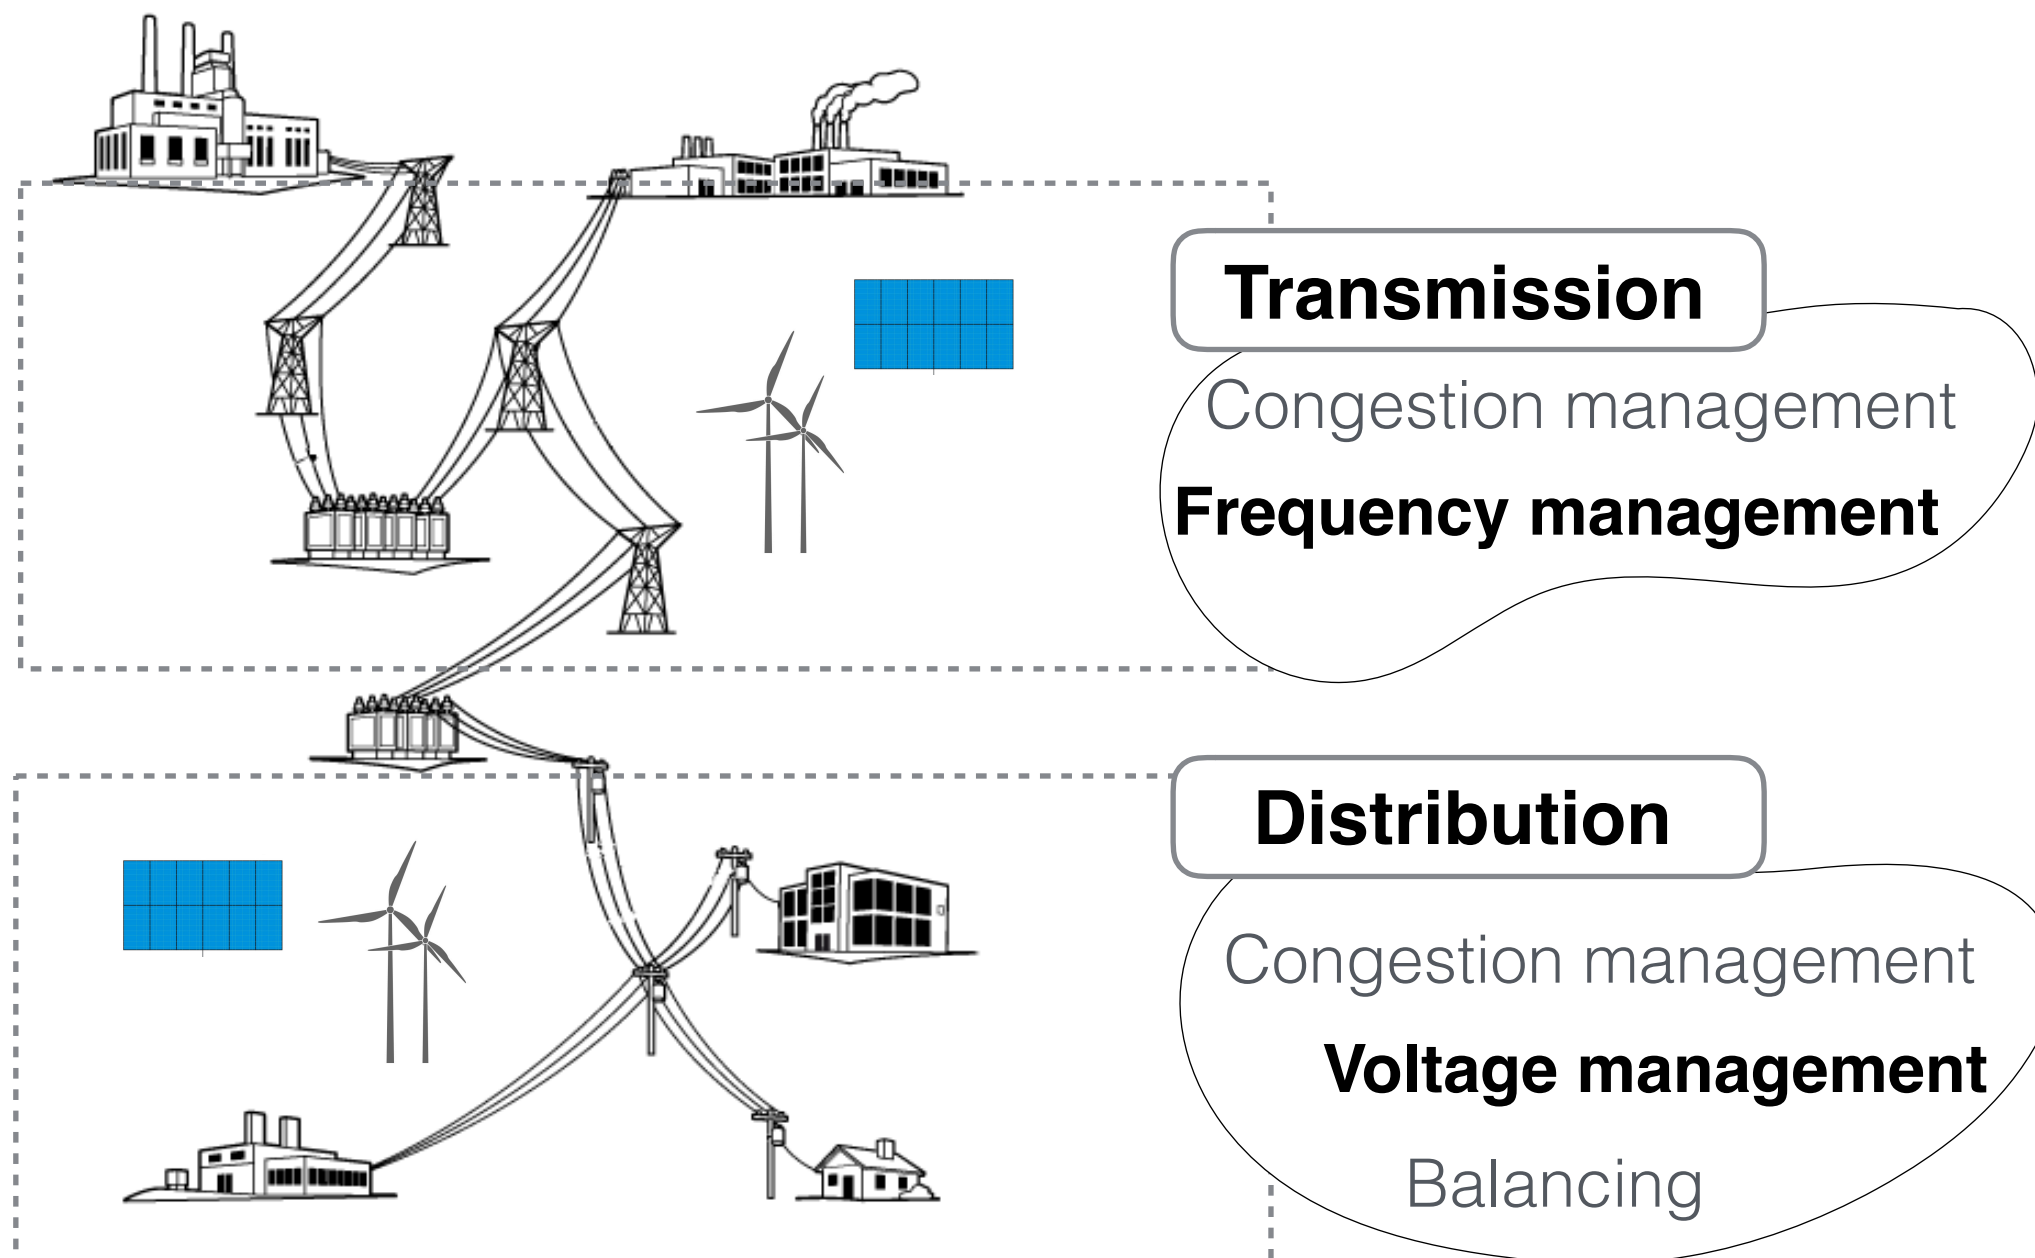 Transmission
Congestion management
Frequency management
Distribution
Congestion management
Voltage management
Balancing